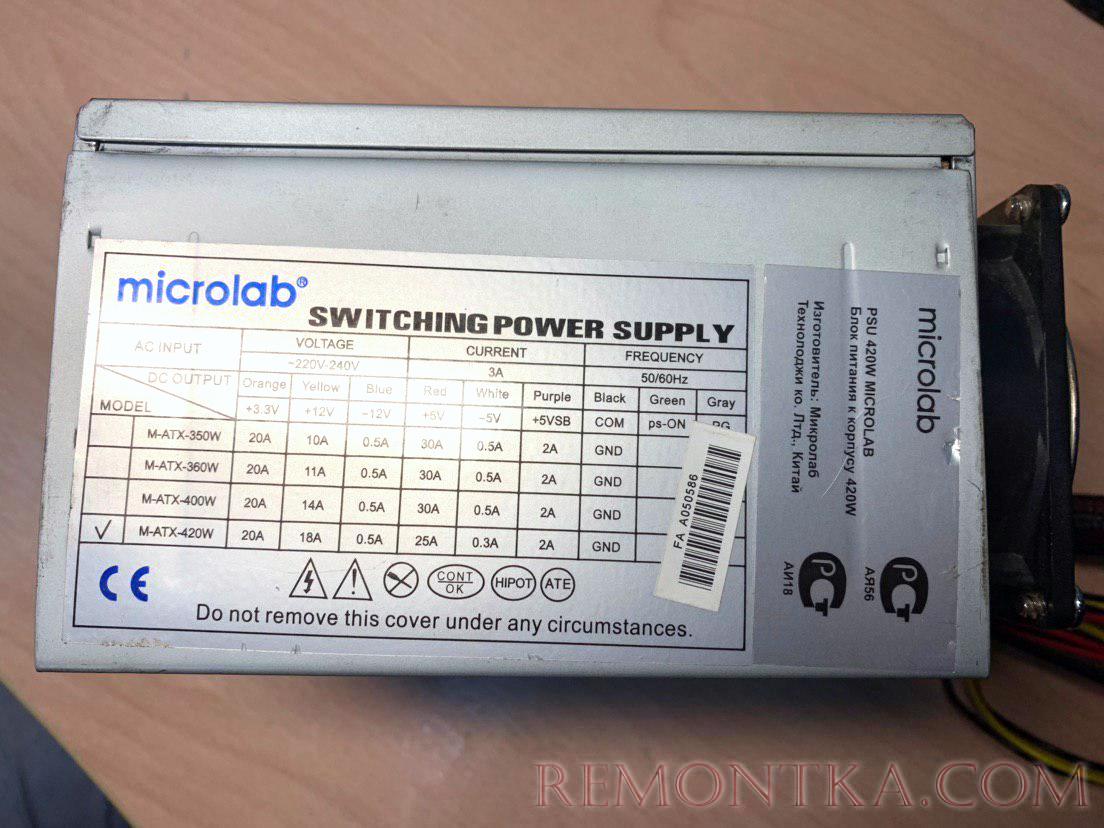 microlab®
SWITCHING POWER SUPPLY
AC INPUT VOLTAGE CURRENT FREQUENCY
~220V-240V 3A 50/60Hz
DC OUTPUT Orange Yellow Blue Red White Purple Black Green Gray
MODEL +3.3V +12V -12V +5V -5V +5VSB COM ps-ON PG
M-ATX-350W 20A 10A 0.5A 30A 0.5A 2A GND
M-ATX-360W 20A 11A 0.5A 30A 0.5A 2A GND
M-ATX-400W 20A 14A 0.5A 30A 0.5A 2A GND
✓ M-ATX-420W 20A 18A 0.5A 25A 0.3A 2A GND
CE
CONT
OK
HIPOT
ATE
Do not remove this cover under any circumstances.
FA A050586
microlab
PSU 420W MICROLAB
Блок питания к корпусу 420W
Изготовитель: Микролаб
Технолоджи ко. Лтд., Китай
РСТ
АЯ56
РСТ
АИ18
REMONTKA.COM